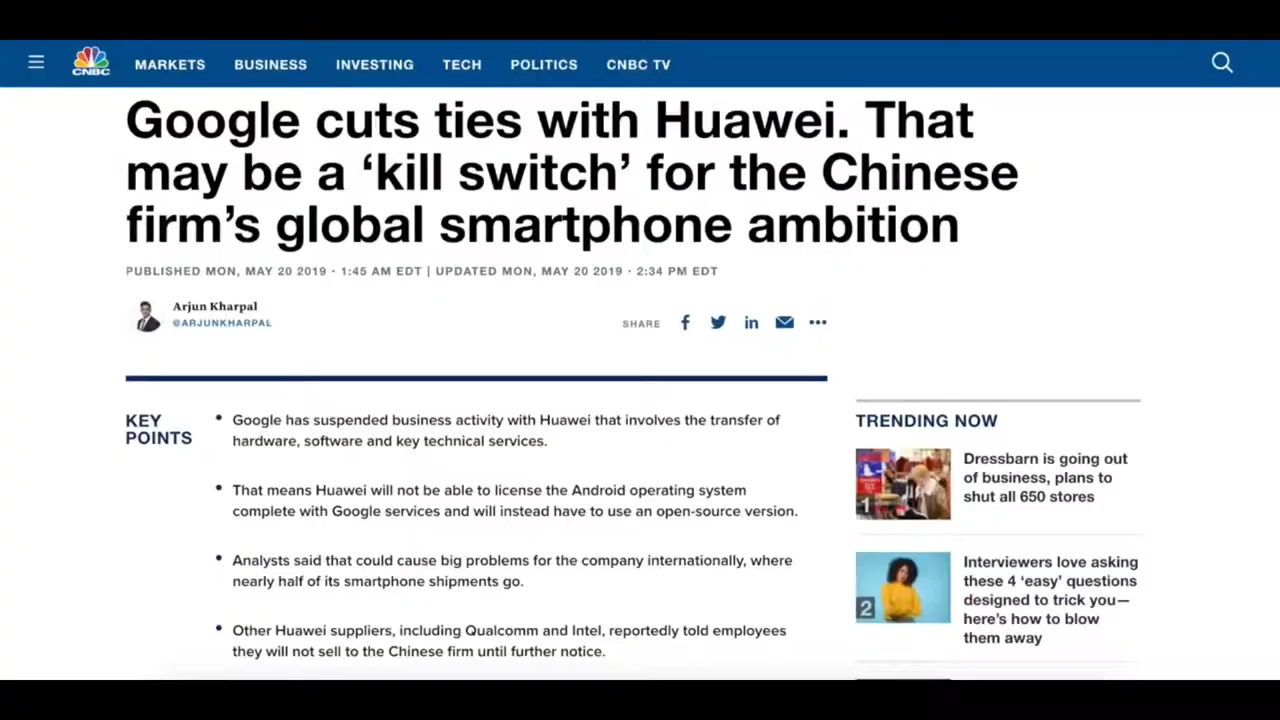 CNBC
MARKETS
BUSINESS
INVESTING
TECH
POLITICS
CNBC TV
Google cuts ties with Huawei. That
may be a ‘kill switch’ for the Chinese
firm’s global smartphone ambition
PUBLISHED MON, MAY 20 2019 · 1:45 AM EDT | UPDATED MON, MAY 20 2019 · 2:34 PM EDT
Arjun Kharpal
@ARJUNKHARPAL
SHARE
KEY
POINTS
• Google has suspended business activity with Huawei that involves the transfer of
hardware, software and key technical services.
• That means Huawei will not be able to license the Android operating system
complete with Google services and will instead have to use an open-source version.
• Analysts said that could cause big problems for the company internationally, where
nearly half of its smartphone shipments go.
• Other Huawei suppliers, including Qualcomm and Intel, reportedly told employees
they will not sell to the Chinese firm until further notice.
TRENDING NOW
1
Dressbarn is going out
of business, plans to
shut all 650 stores
2
Interviewers love asking
these 4 ‘easy’ questions
designed to trick you—
here’s how to blow
them away